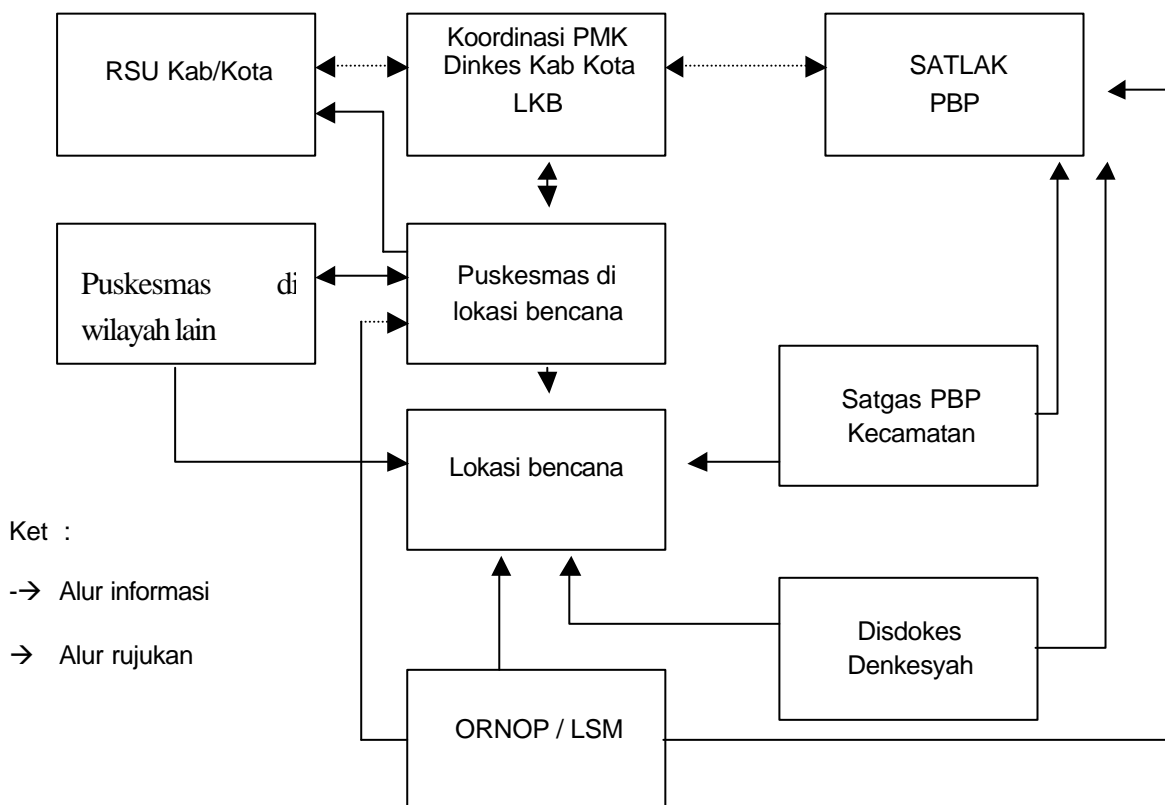 RSU Kab/Kota
Koordinasi PMK
Dinkes Kab Kota
LKB
SATLAK
PBP
Puskesmas di
wilayah lain
Puskesmas di
lokasi bencana
Satgas PBP
Kecamatan
Lokasi bencana
Ket :
-→ Alur informasi
→ Alur rujukan
Disdokes
Denkesyah
ORNOP / LSM